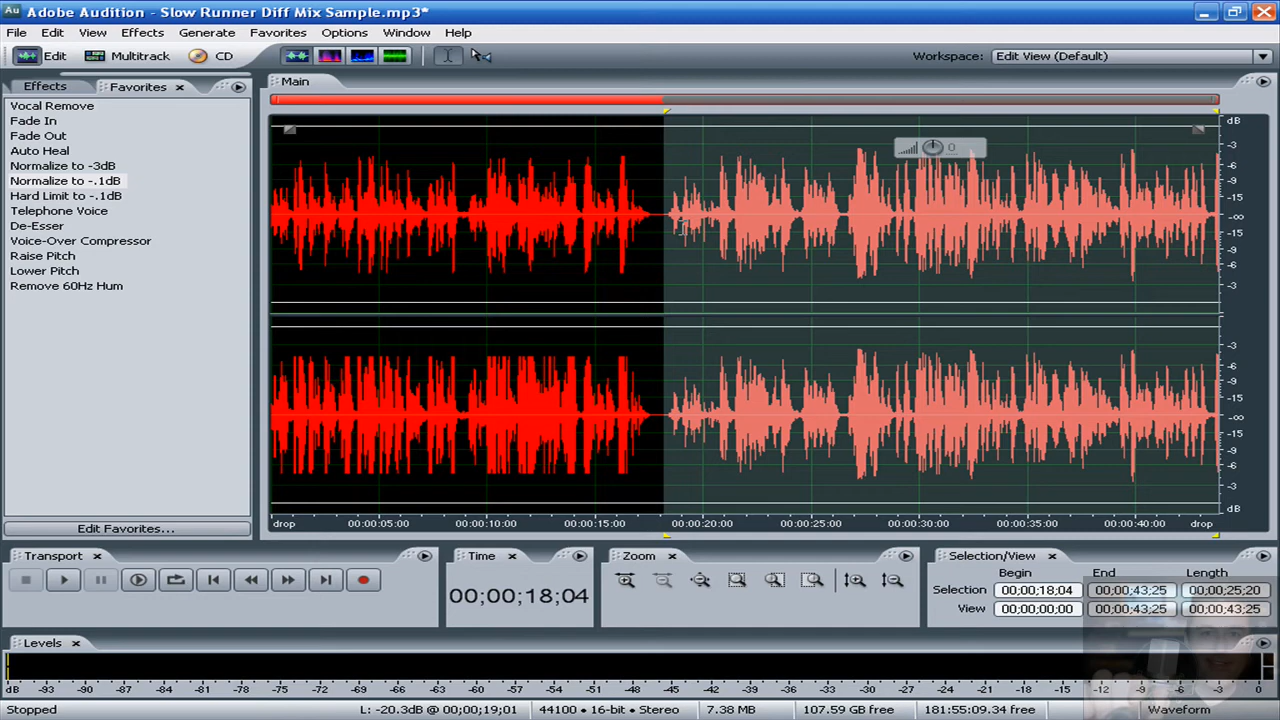 Au Adobe Audition - Slow Runner Diff Mix Sample.mp3*
File Edit View Effects Generate Favorites Options Window Help
Edit Multitrack CD Workspace: Edit View (Default)
Effects Favorites × Main
Vocal Remove
Fade In
Fade Out
Auto Heal
Normalize to -3dB
Normalize to -.1dB
Hard Limit to -.1dB
Telephone Voice
De-Esser
Voice-Over Compressor
Raise Pitch
Lower Pitch
Remove 60Hz Hum
Edit Favorites...
0
dB
-3
-6
-9
-15
-∞
-15
-9
-6
-3
-3
-6
-9
-15
-∞
-15
-9
-6
-3
dB
drop 00:00:05:00 00:00:10:00 00:00:15:00 00:00:20:00 00:00:25:00 00:00:30:00 00:00:35:00 00:00:40:00 drop
Transport × Time × Zoom × Selection/View ×
Begin End Length
Selection 00;00;18;04 00;00;43;25 00;00;25;20
View 00;00;00;00 00;00;43;25 00;00;43;25
00;00;18;04
Levels ×
dB -93 -90 -87 -84 -81 -78 -75 -72 -69 -66 -63 -60 -57 -54 -51 -48 -45 -42 -39 -36 -33 -30 -27 -24 -21 -18 -15 -12 -9 -6 -3 0
Stopped L: -20.3dB @ 00;00;19;01 44100 • 16-bit • Stereo 7.38 MB 107.59 GB free 181:55:09.34 free Waveform